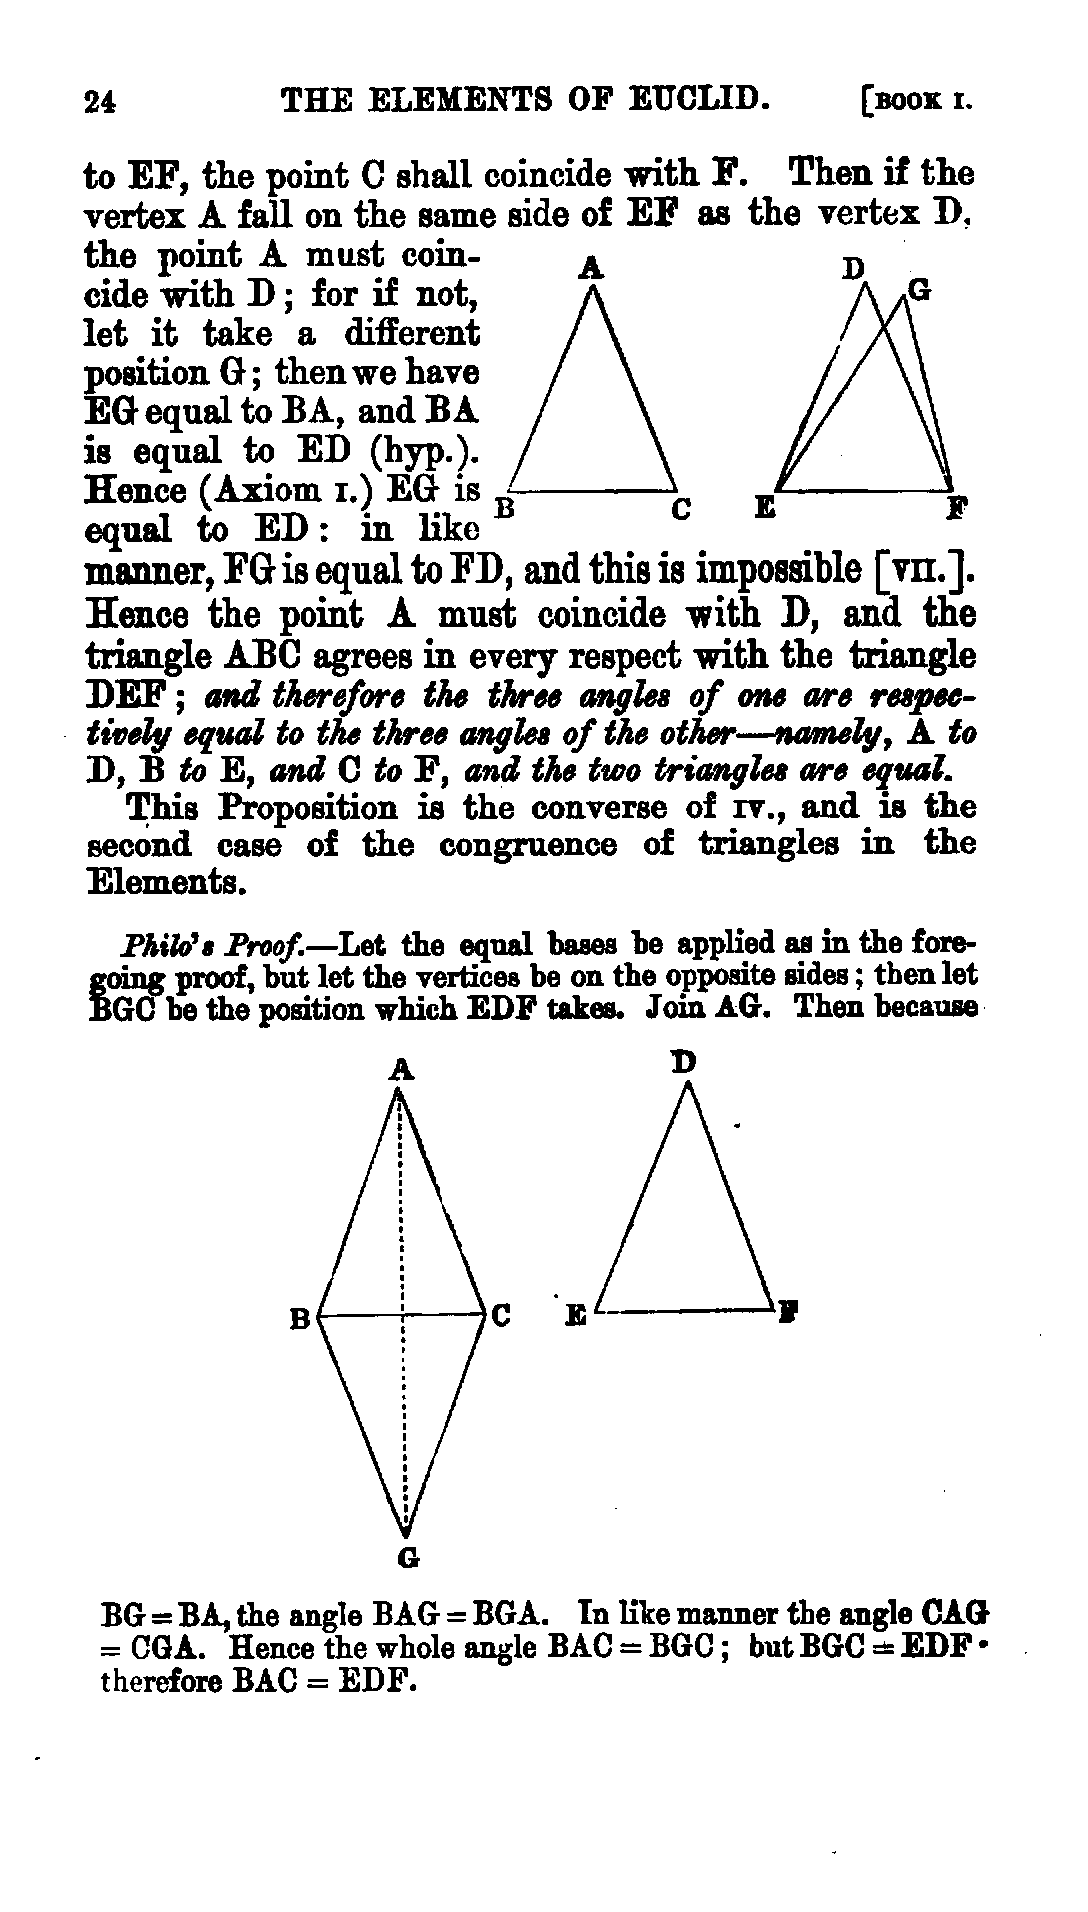 24 THE ELEMENTS OF EUCLID. [BOOK I.
to EF, the point C shall coincide with F. Then if the
vertex A fall on the same side of EF as the vertex D,
the point A must coin-
cide with D; for if not,
let it take a different
position G; then we have
EG equal to BA, and BA
is equal to ED (hyp.).
Hence (Axiom I.) EG is
equal to ED: in like
A
D
G
B
C
E
F
manner, FG is equal to FD, and this is impossible [VII.].
Hence the point A must coincide with D, and the
triangle ABC agrees in every respect with the triangle
DEF; and therefore the three angles of one are respec-
tively equal to the three angles of the other—namely, A to
D, B to E, and C to F, and the two triangles are equal.
This Proposition is the converse of IV., and is the
second case of the congruence of triangles in the
Elements.
Philo's Proof.—Let the equal bases be applied as in the fore-
going proof, but let the vertices be on the opposite sides; then let
BGC be the position which EDF takes. Join AG. Then because
A
D
B
C
E
F
G
BG = BA, the angle BAG = BGA. In like manner the angle CAG
= CGA. Hence the whole angle BAC = BGC; but BGC = EDF·
therefore BAC = EDF.